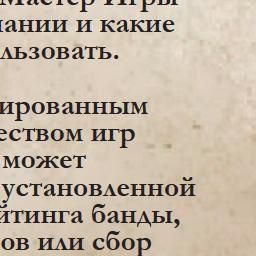 Мастер Игры
ании и какие
льзовать.
ированным
еством игр
может
установленной
йтинга банды,
ов или сбор